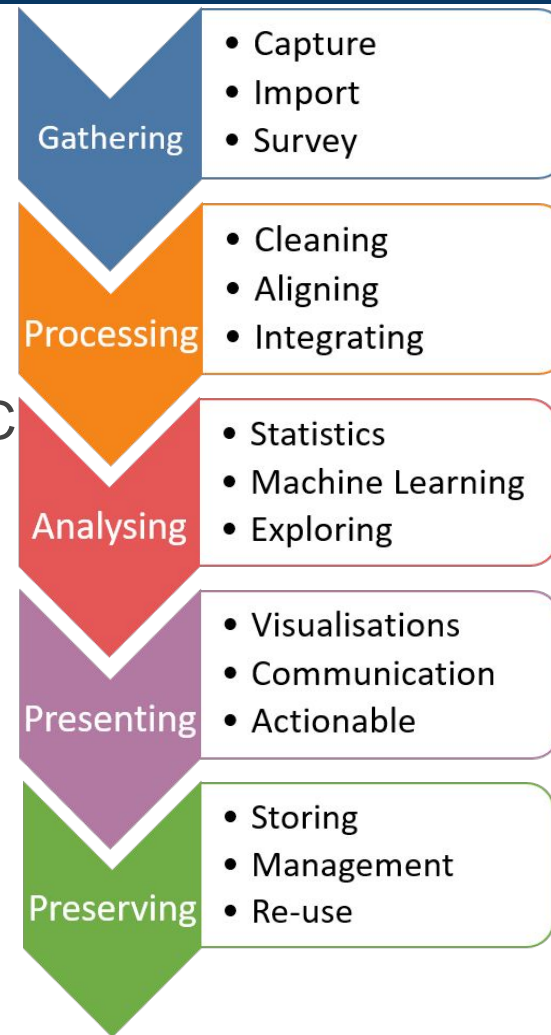 Gathering
• Capture
• Import
• Survey
Processing
• Cleaning
• Aligning
• Integrating
Analysing
• Statistics
• Machine Learning
• Exploring
Presenting
• Visualisations
• Communication
• Actionable
Preserving
• Storing
• Management
• Re-use